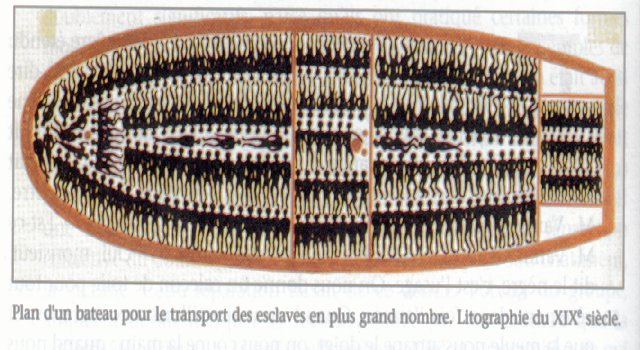 Plan d'un bateau pour le transport des esclaves en plus grand nombre. Litographie du XIXe siècle.